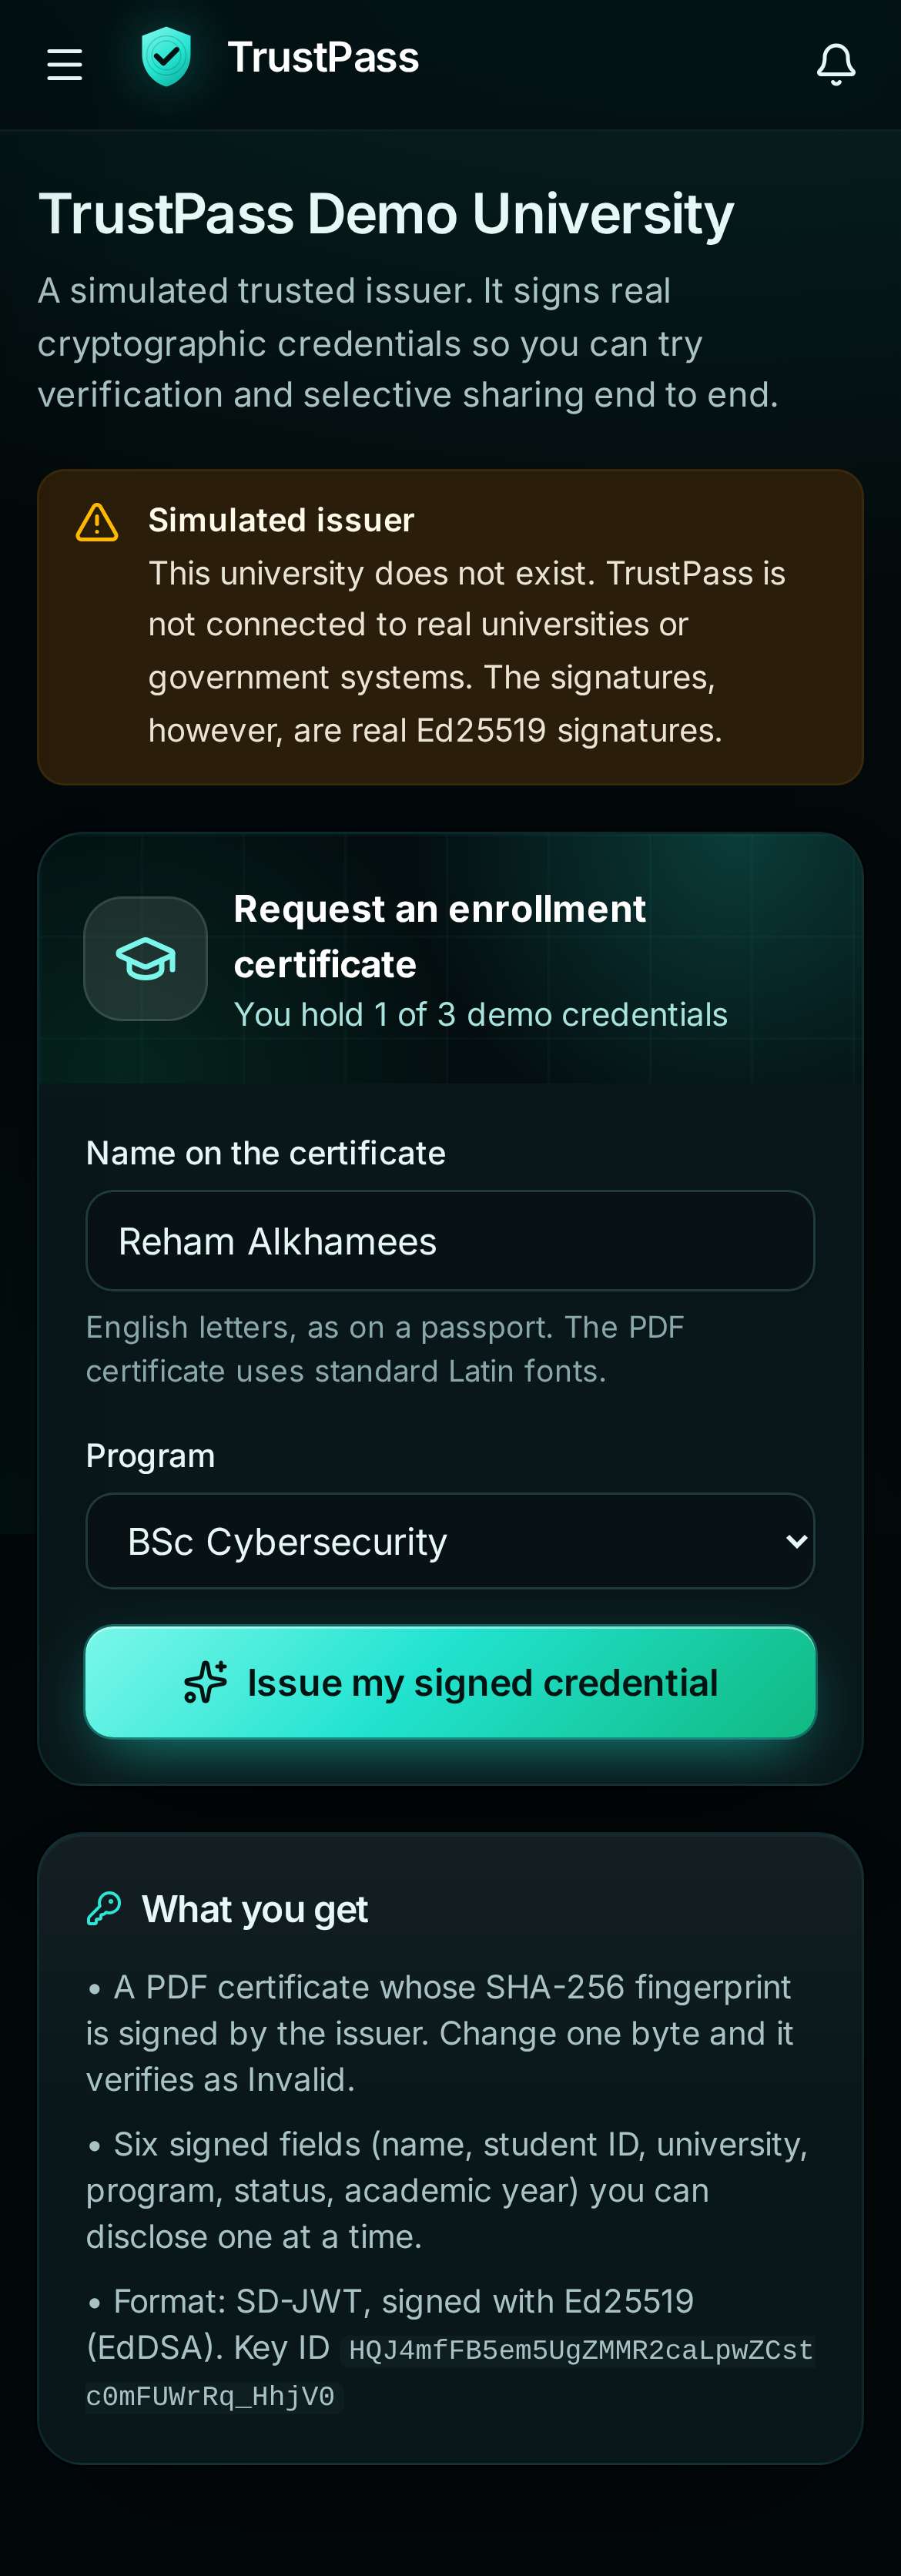 TrustPass
TrustPass Demo University
A simulated trusted issuer. It signs real
cryptographic credentials so you can try
verification and selective sharing end to end.
Simulated issuer
This university does not exist. TrustPass is
not connected to real universities or
government systems. The signatures,
however, are real Ed25519 signatures.
Request an enrollment
certificate
You hold 1 of 3 demo credentials
Name on the certificate
Reham Alkhamees
English letters, as on a passport. The PDF
certificate uses standard Latin fonts.
Program
BSc Cybersecurity
Issue my signed credential
What you get
• A PDF certificate whose SHA-256 fingerprint
is signed by the issuer. Change one byte and it
verifies as Invalid.
• Six signed fields (name, student ID, university,
program, status, academic year) you can
disclose one at a time.
• Format: SD-JWT, signed with Ed25519
(EdDSA). Key ID HQJ4mfFB5em5UgZMMR2caLpwZCst
c0mFUWrRq_HhjV0